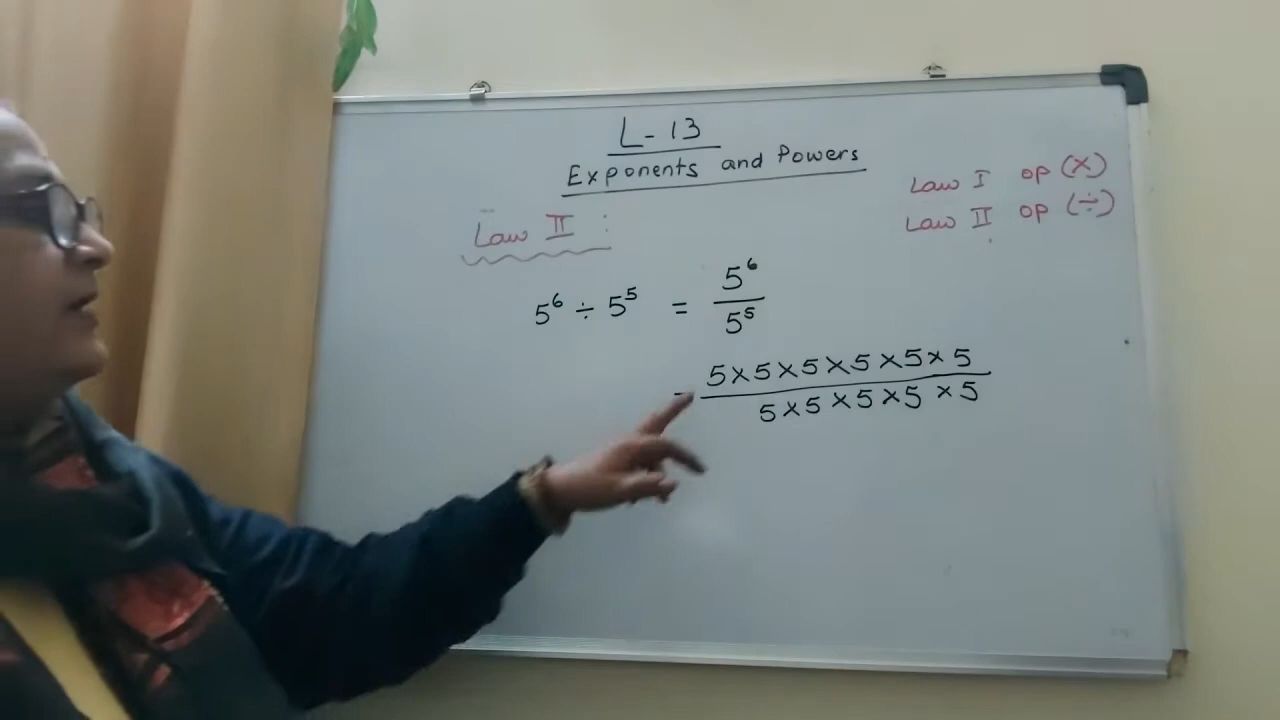 L - 13
Exponents and Powers
Law I op (×)
Law II op (÷)
Law II :
5⁶ ÷ 5⁵ = 5⁶/5⁵
= 5×5×5×5×5×5 / 5×5×5×5×5